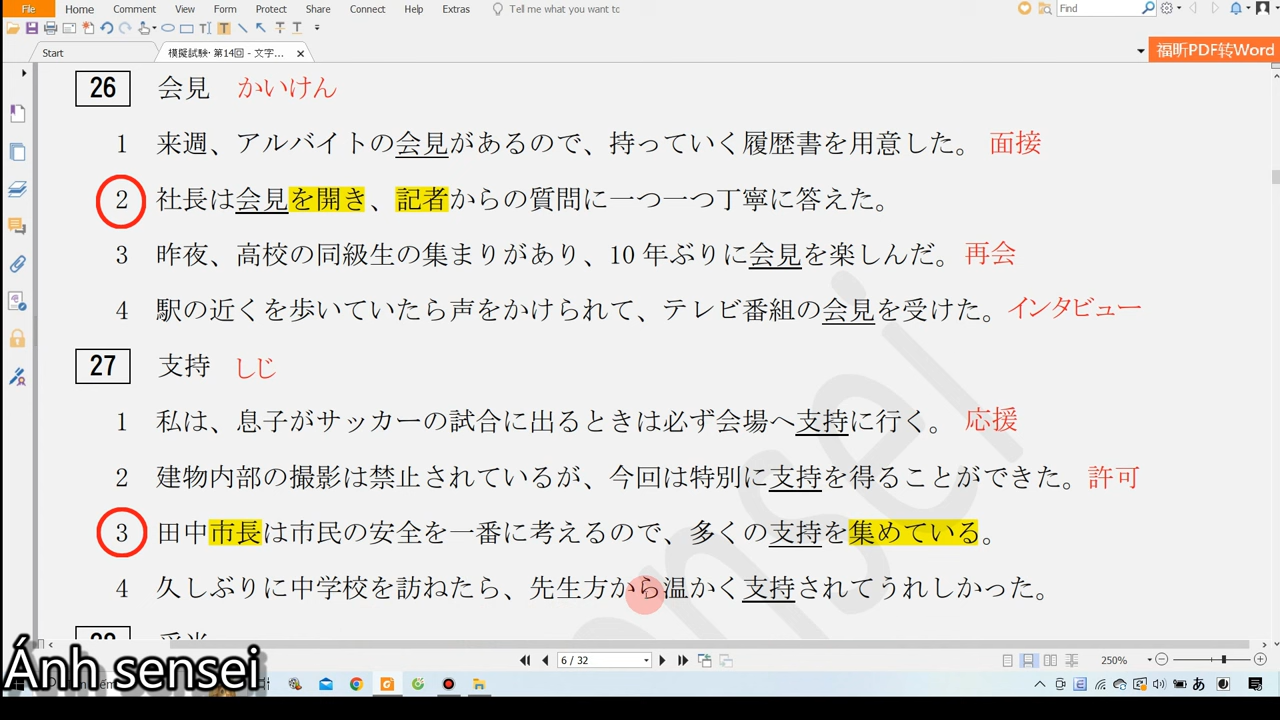 File Home Comment View Form Protect Share Connect Help Extras Tell me what you want to Find
Start 模擬試験· 第14回 - 文字... 福昕PDF转Word
26 会見 かいけん
1 来週、アルバイトの会見があるので、持っていく履歴書を用意した。 面接
2 社長は会見を開き、記者からの質問に一つ一つ丁寧に答えた。
3 昨夜、高校の同級生の集まりがあり、10年ぶりに会見を楽しんだ。 再会
4 駅の近くを歩いていたら声をかけられて、テレビ番組の会見を受けた。 インタビュー
27 支持 しじ
1 私は、息子がサッカーの試合に出るときは必ず会場へ支持に行く。 応援
2 建物内部の撮影は禁止されているが、今回は特別に支持を得ることができた。 許可
3 田中市長は市民の安全を一番に考えるので、多くの支持を集めている。
4 久しぶりに中学校を訪ねたら、先生方から温かく支持されてうれしかった。
6 / 32 250%
Ánh sensei
あ